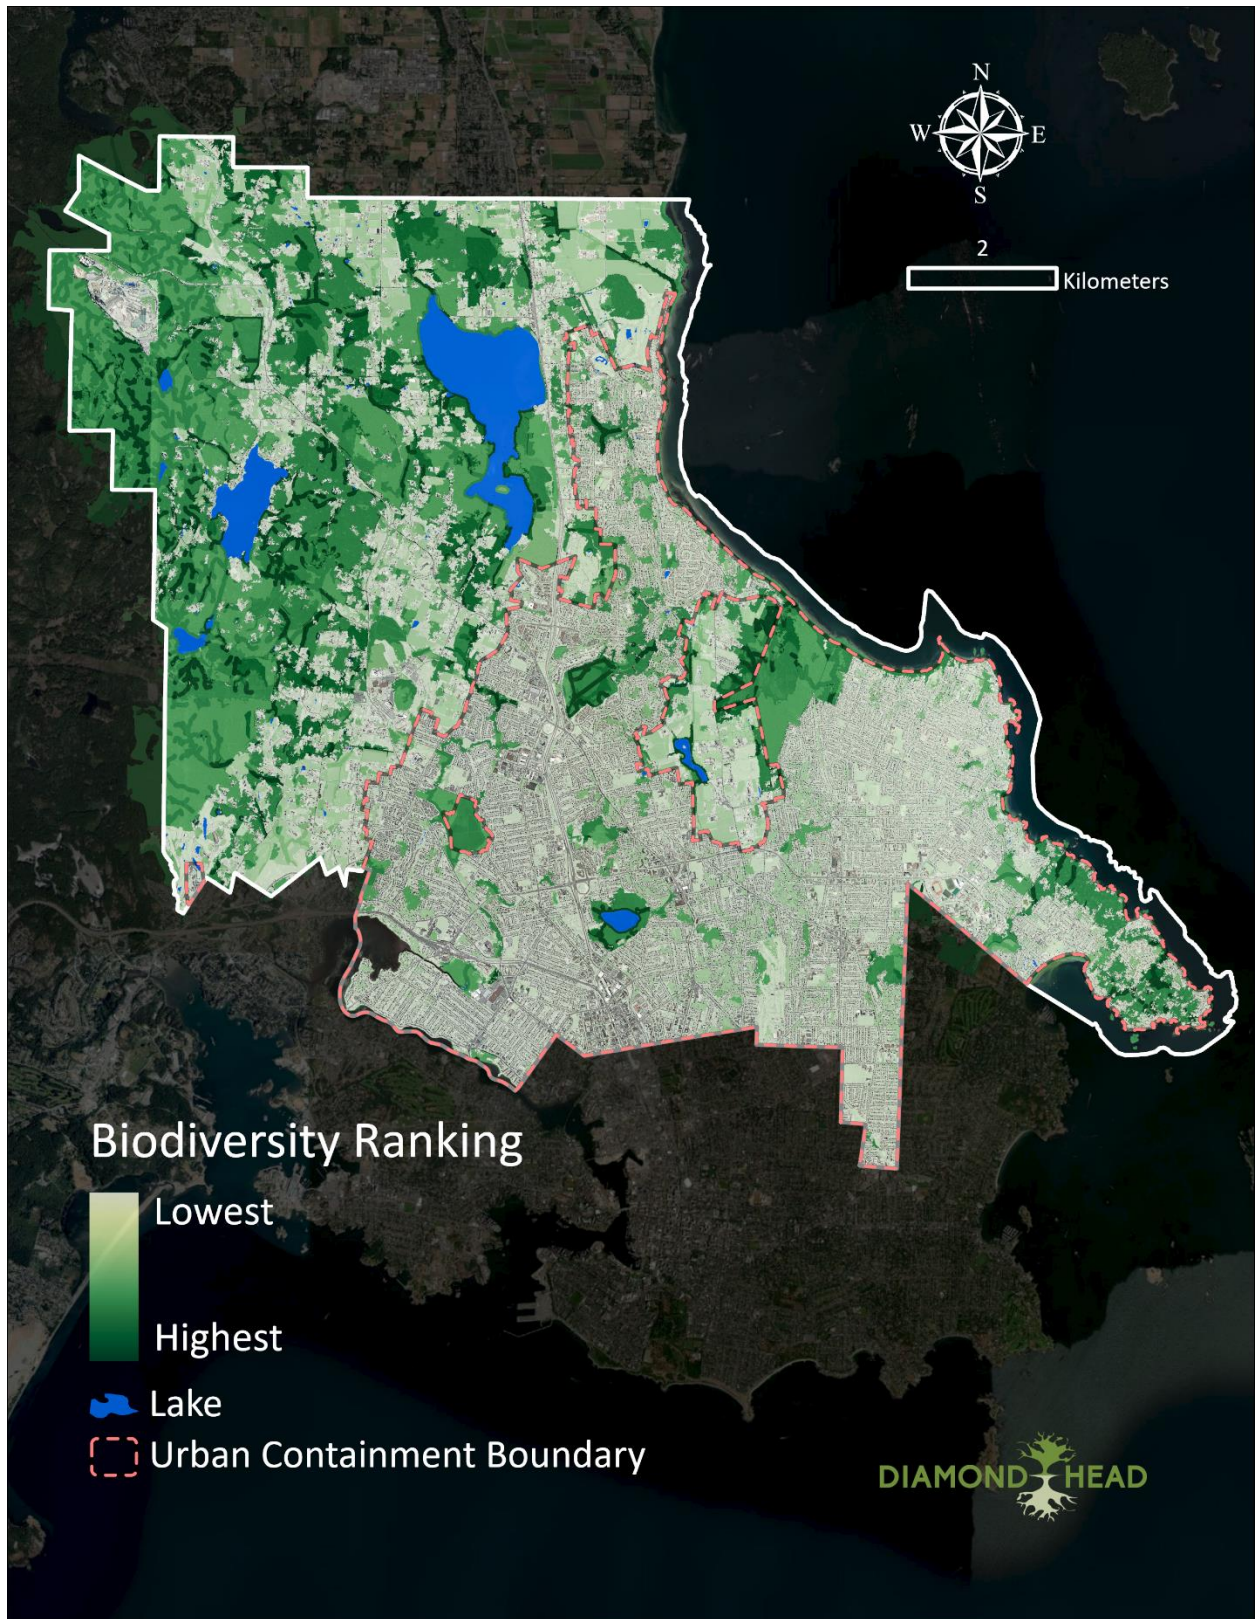 N
W E
S
2
Kilometers
Biodiversity Ranking
Lowest
Highest
Lake
Urban Containment Boundary
DIAMOND HEAD